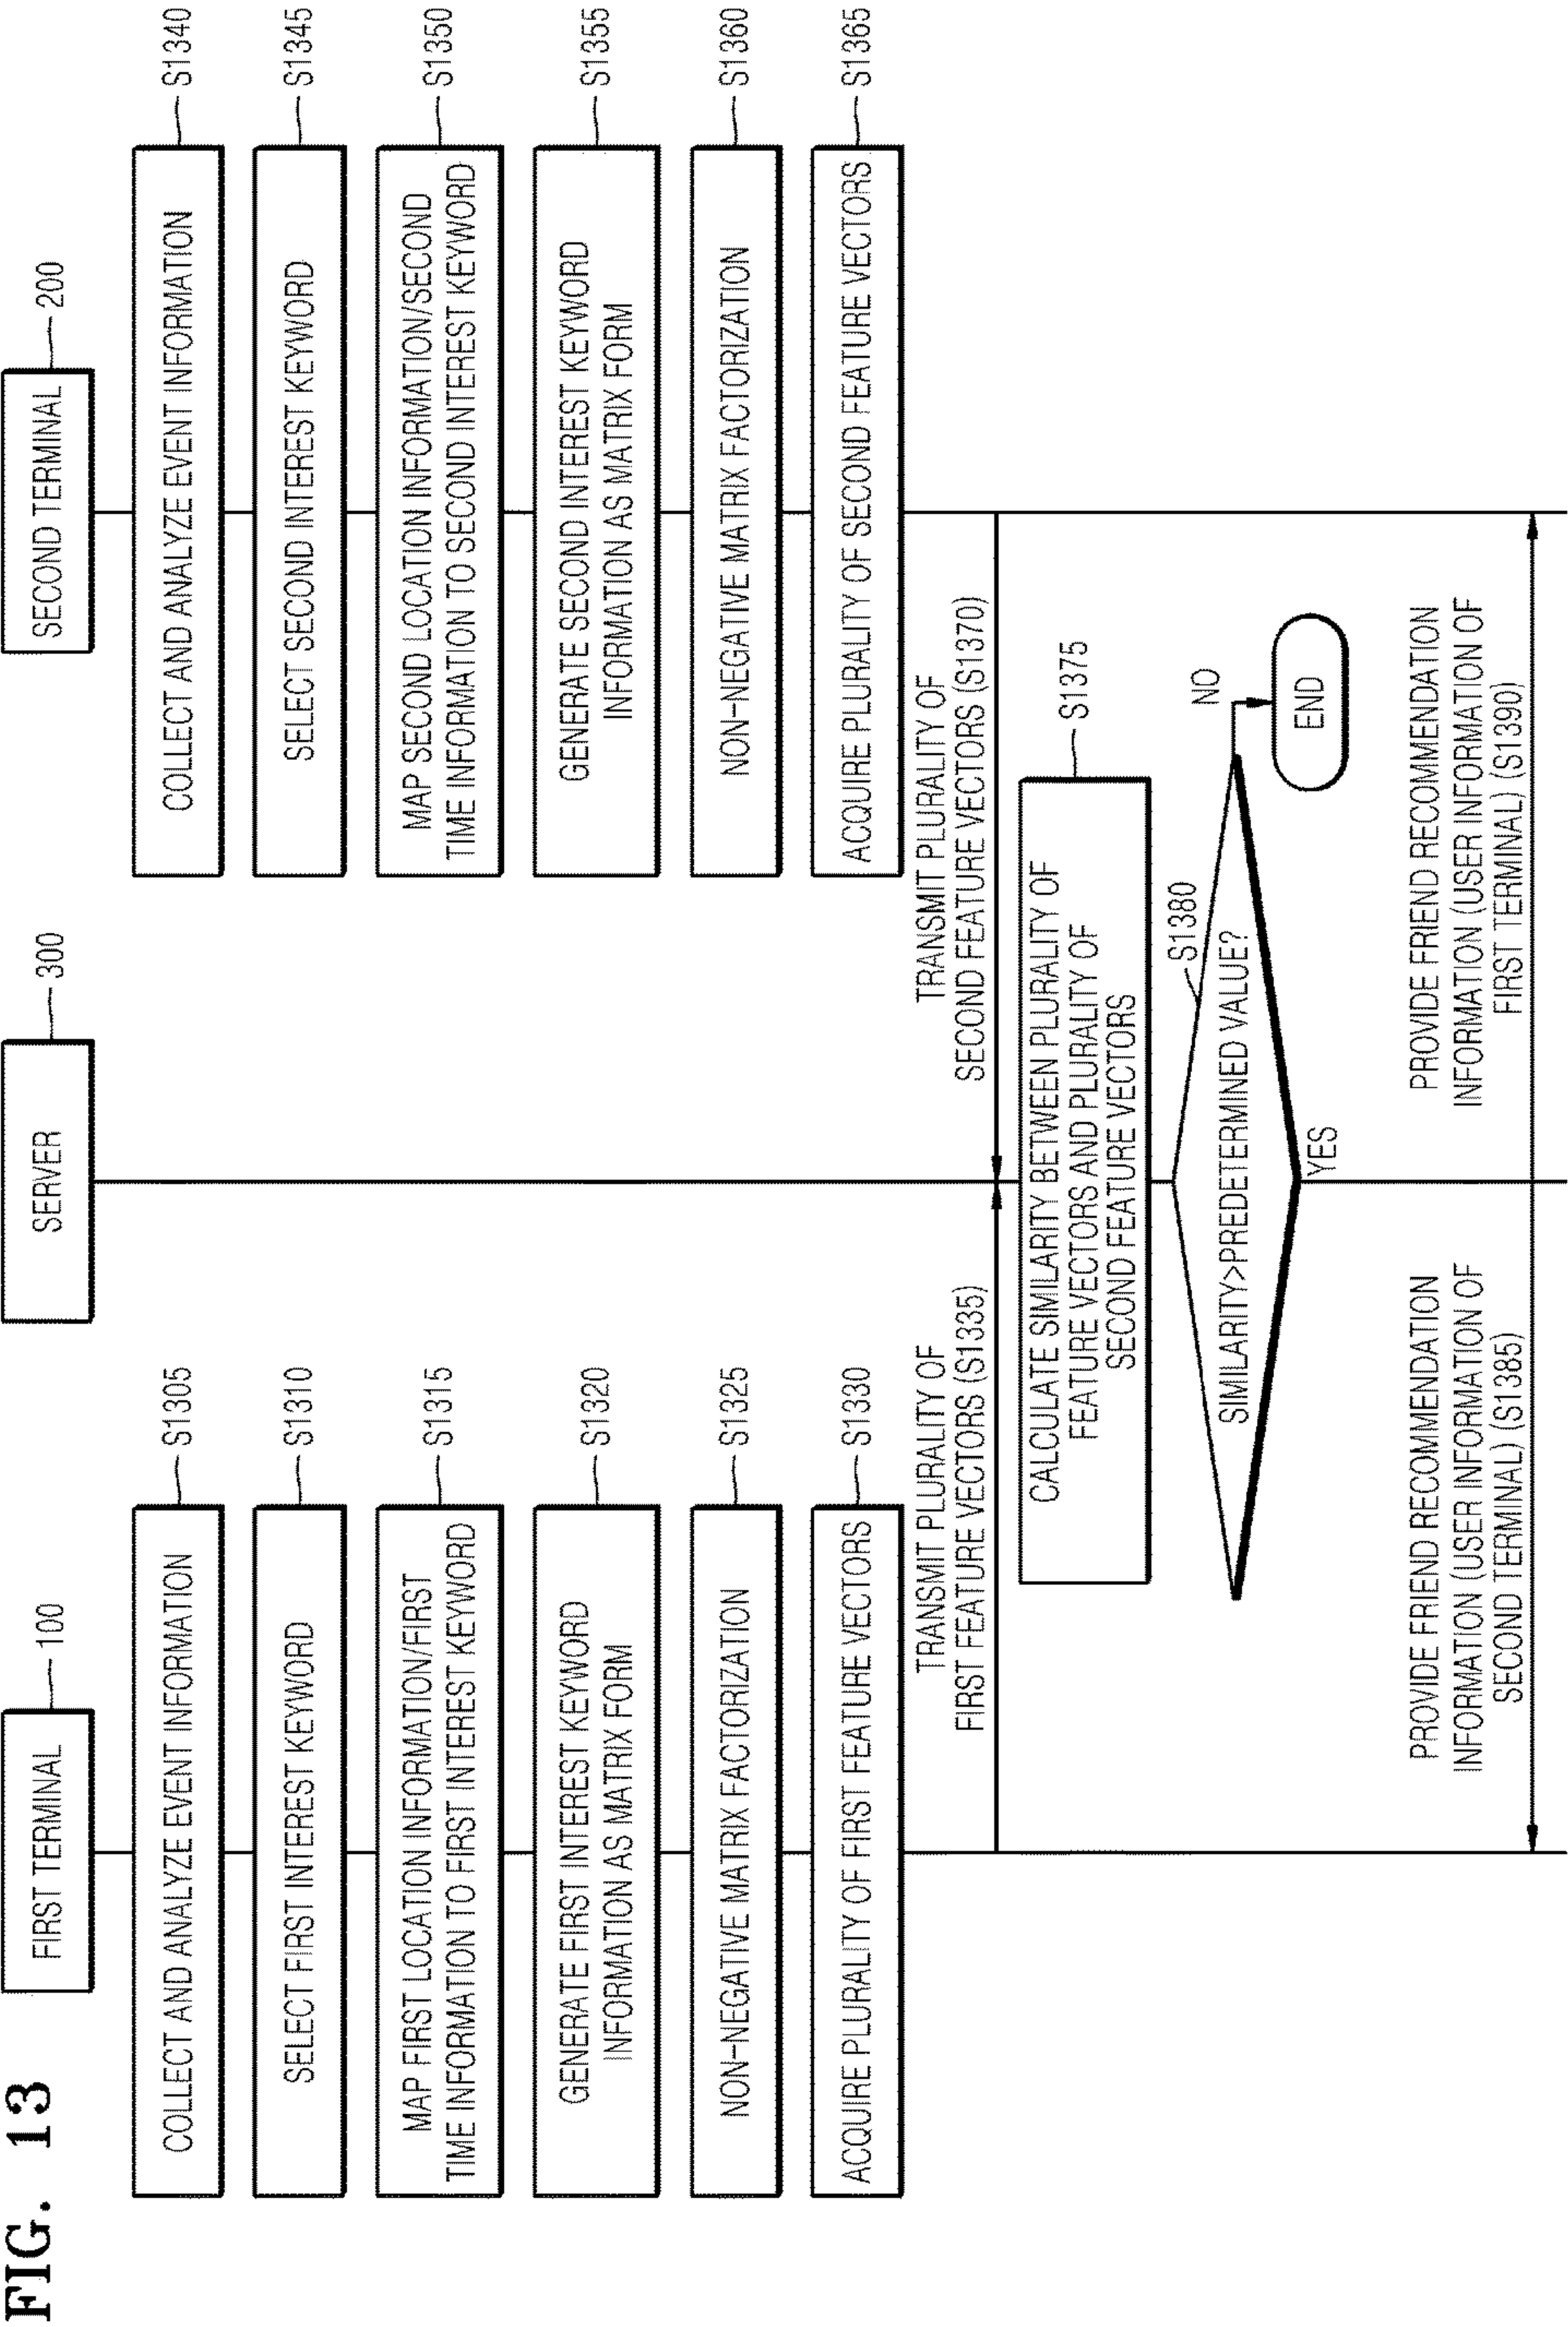 FIG. 13
FIRST TERMINAL
100
SERVER
300
SECOND TERMINAL
200
COLLECT AND ANALYZE EVENT INFORMATION
S1305
SELECT FIRST INTEREST KEYWORD
S1310
MAP FIRST LOCATION INFORMATION/FIRST
TIME INFORMATION TO FIRST INTEREST KEYWORD
S1315
GENERATE FIRST INTEREST KEYWORD
INFORMATION AS MATRIX FORM
S1320
NON-NEGATIVE MATRIX FACTORIZATION
S1325
ACQUIRE PLURALITY OF FIRST FEATURE VECTORS
S1330
COLLECT AND ANALYZE EVENT INFORMATION
S1340
SELECT SECOND INTEREST KEYWORD
S1345
MAP SECOND LOCATION INFORMATION/SECOND
TIME INFORMATION TO SECOND INTEREST KEYWORD
S1350
GENERATE SECOND INTEREST KEYWORD
INFORMATION AS MATRIX FORM
S1355
NON-NEGATIVE MATRIX FACTORIZATION
S1360
ACQUIRE PLURALITY OF SECOND FEATURE VECTORS
S1365
TRANSMIT PLURALITY OF
FIRST FEATURE VECTORS (S1335)
TRANSMIT PLURALITY OF
SECOND FEATURE VECTORS (S1370)
CALCULATE SIMILARITY BETWEEN PLURALITY OF
FEATURE VECTORS AND PLURALITY OF
SECOND FEATURE VECTORS
S1375
S1380
SIMILARITY>PREDETERMINED VALUE?
NO
END
YES
PROVIDE FRIEND RECOMMENDATION
INFORMATION (USER INFORMATION OF
SECOND TERMINAL) (S1385)
PROVIDE FRIEND RECOMMENDATION
INFORMATION (USER INFORMATION OF
FIRST TERMINAL) (S1390)